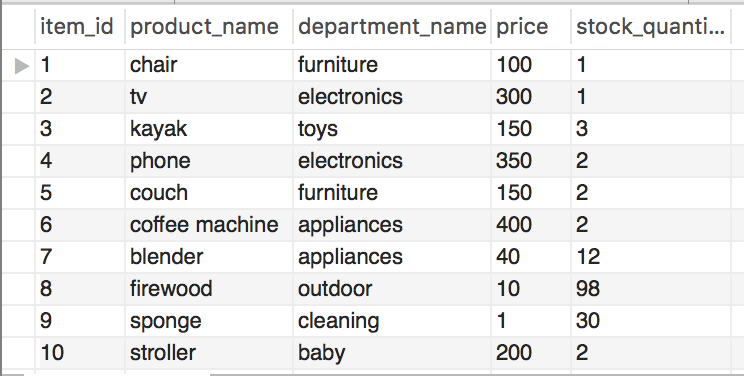 item_id product_name department_name price stock_quanti...
1 chair furniture 100 1
2 tv electronics 300 1
3 kayak toys 150 3
4 phone electronics 350 2
5 couch furniture 150 2
6 coffee machine appliances 400 2
7 blender appliances 40 12
8 firewood outdoor 10 98
9 sponge cleaning 1 30
10 stroller baby 200 2